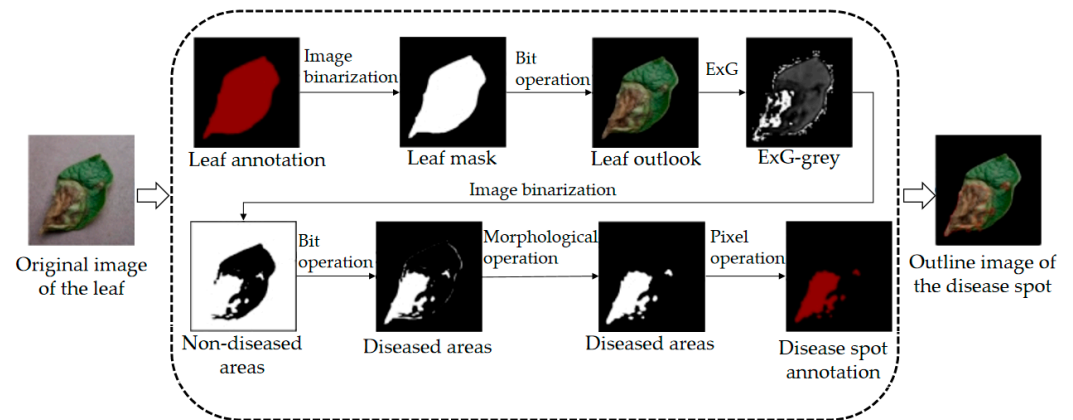 Image
binarization
Bit
operation
ExG
Leaf annotation
Leaf mask
Leaf outlook
ExG-grey
Original image
of the leaf
Image binarization
Bit
operation
Morphological
operation
Pixel
operation
Non-diseased
areas
Diseased areas
Diseased areas
Disease spot
annotation
Outline image of
the disease spot